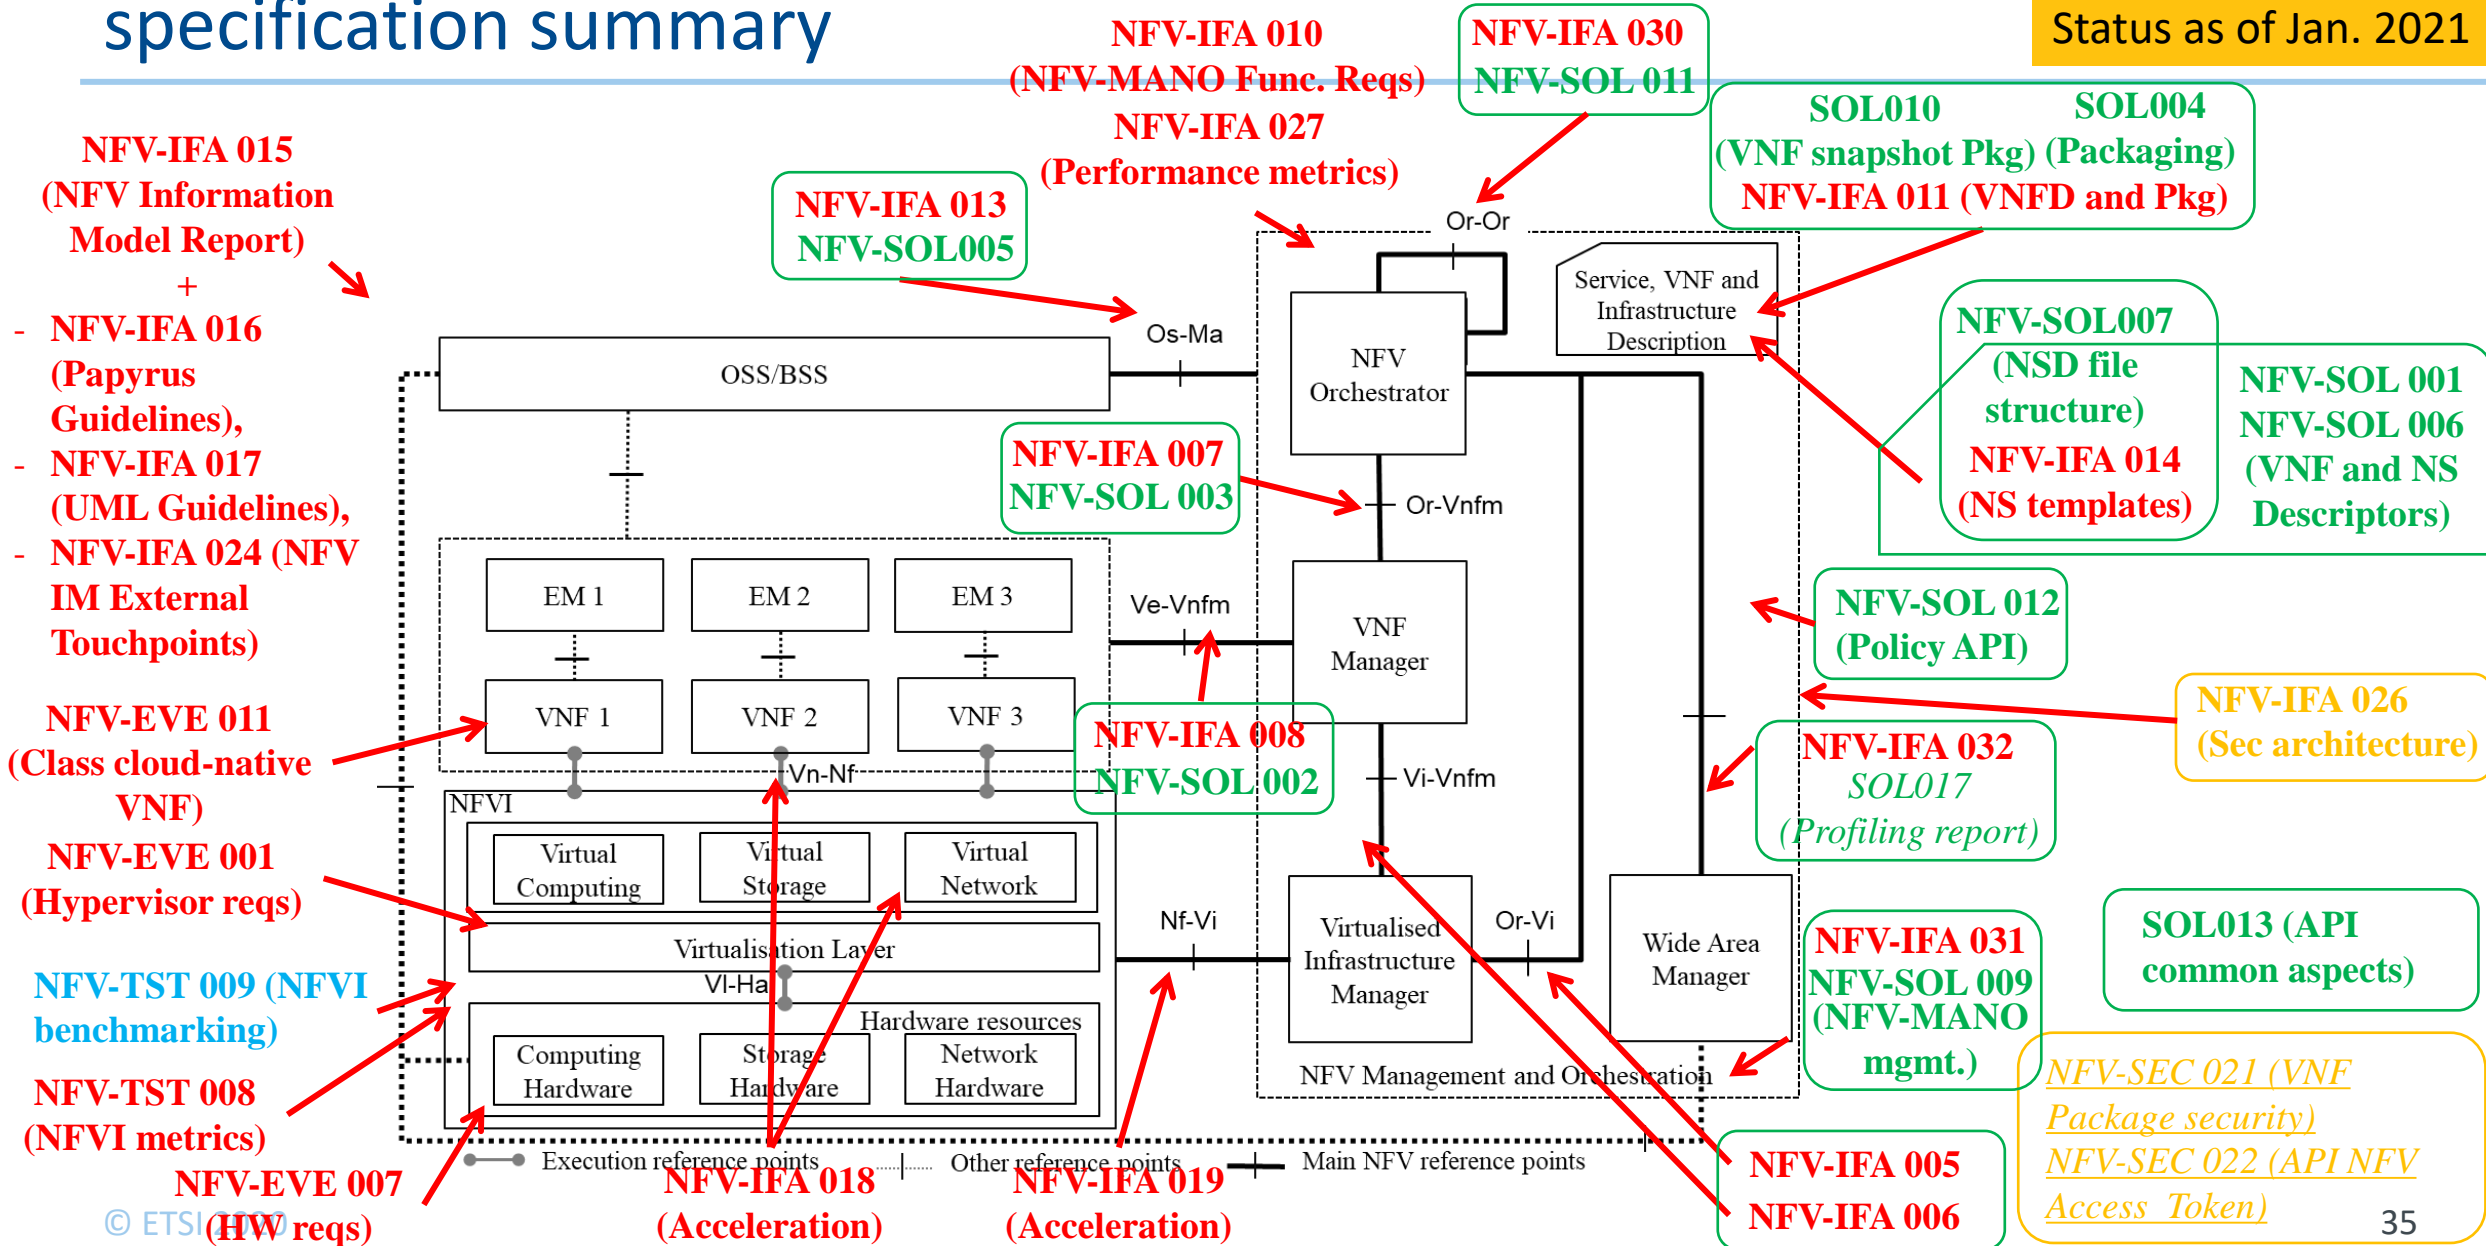 specification summary
Status as of Jan. 2021
NFV-IFA 010
(NFV-MANO Func. Reqs)
NFV-IFA 027
(Performance metrics)
NFV-IFA 030
NFV-SOL 011
SOL010 SOL004
(VNF snapshot Pkg) (Packaging)
NFV-IFA 011 (VNFD and Pkg)
NFV-IFA 015
(NFV Information
Model Report)
+
- NFV-IFA 016
(Papyrus
Guidelines),
- NFV-IFA 017
(UML Guidelines),
- NFV-IFA 024 (NFV
IM External
Touchpoints)
NFV-IFA 013
NFV-SOL005
Or-Or
Os-Ma
OSS/BSS
NFV
Orchestrator
Service, VNF and
Infrastructure
Description
NFV-SOL007
(NSD file
structure)
NFV-IFA 014
(NS templates)
NFV-SOL 001
NFV-SOL 006
(VNF and NS
Descriptors)
NFV-IFA 007
NFV-SOL 003
Or-Vnfm
EM 1
EM 2
EM 3
Ve-Vnfm
VNF
Manager
NFV-SOL 012
(Policy API)
VNF 1
VNF 2
VNF 3
NFV-IFA 008
NFV-SOL 002
NFV-IFA 026
(Sec architecture)
NFV-EVE 011
(Class cloud-native
VNF)
Vn-Nf
Vi-Vnfm
NFV-IFA 032
SOL017
(Profiling report)
NFVI
Virtual
Computing
Virtual
Storage
Virtual
Network
NFV-EVE 001
(Hypervisor reqs)
Virtualisation Layer
Nf-Vi
Virtualised
Infrastructure
Manager
Or-Vi
Wide Area
Manager
NFV-IFA 031
NFV-SOL 009
(NFV-MANO
mgmt.)
SOL013 (API
common aspects)
NFV-TST 009 (NFVI
benchmarking)
Vl-Ha
Hardware resources
Computing
Hardware
Storage
Hardware
Network
Hardware
NFV Management and Orchestration
NFV-TST 008
(NFVI metrics)
NFV-SEC 021 (VNF
Package security)
NFV-SEC 022 (API NFV
Access Token)
Execution reference points
Other reference points
Main NFV reference points
NFV-EVE 007
(HW reqs)
NFV-IFA 018
(Acceleration)
NFV-IFA 019
(Acceleration)
NFV-IFA 005
NFV-IFA 006
© ETSI 2020
35